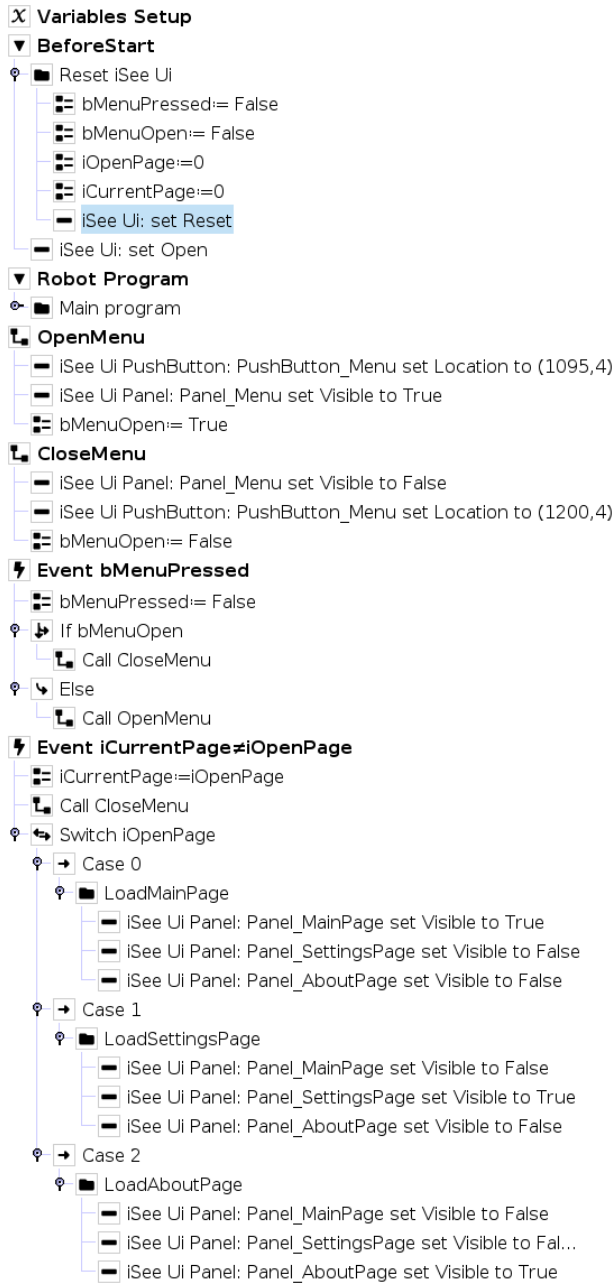 Variables Setup
BeforeStart
Reset iSee Ui
bMenuPressed≔ False
bMenuOpen≔ False
iOpenPage≔0
iCurrentPage≔0
iSee Ui: set Reset
iSee Ui: set Open
Robot Program
Main program
OpenMenu
iSee Ui PushButton: PushButton_Menu set Location to (1095,4)
iSee Ui Panel: Panel_Menu set Visible to True
bMenuOpen≔ True
CloseMenu
iSee Ui Panel: Panel_Menu set Visible to False
iSee Ui PushButton: PushButton_Menu set Location to (1200,4)
bMenuOpen≔ False
Event bMenuPressed
bMenuPressed≔ False
If bMenuOpen
Call CloseMenu
Else
Call OpenMenu
Event iCurrentPage≠iOpenPage
iCurrentPage≔iOpenPage
Call CloseMenu
Switch iOpenPage
Case 0
LoadMainPage
iSee Ui Panel: Panel_MainPage set Visible to True
iSee Ui Panel: Panel_SettingsPage set Visible to False
iSee Ui Panel: Panel_AboutPage set Visible to False
Case 1
LoadSettingsPage
iSee Ui Panel: Panel_MainPage set Visible to False
iSee Ui Panel: Panel_SettingsPage set Visible to True
iSee Ui Panel: Panel_AboutPage set Visible to False
Case 2
LoadAboutPage
iSee Ui Panel: Panel_MainPage set Visible to False
iSee Ui Panel: Panel_SettingsPage set Visible to Fal...
iSee Ui Panel: Panel_AboutPage set Visible to True